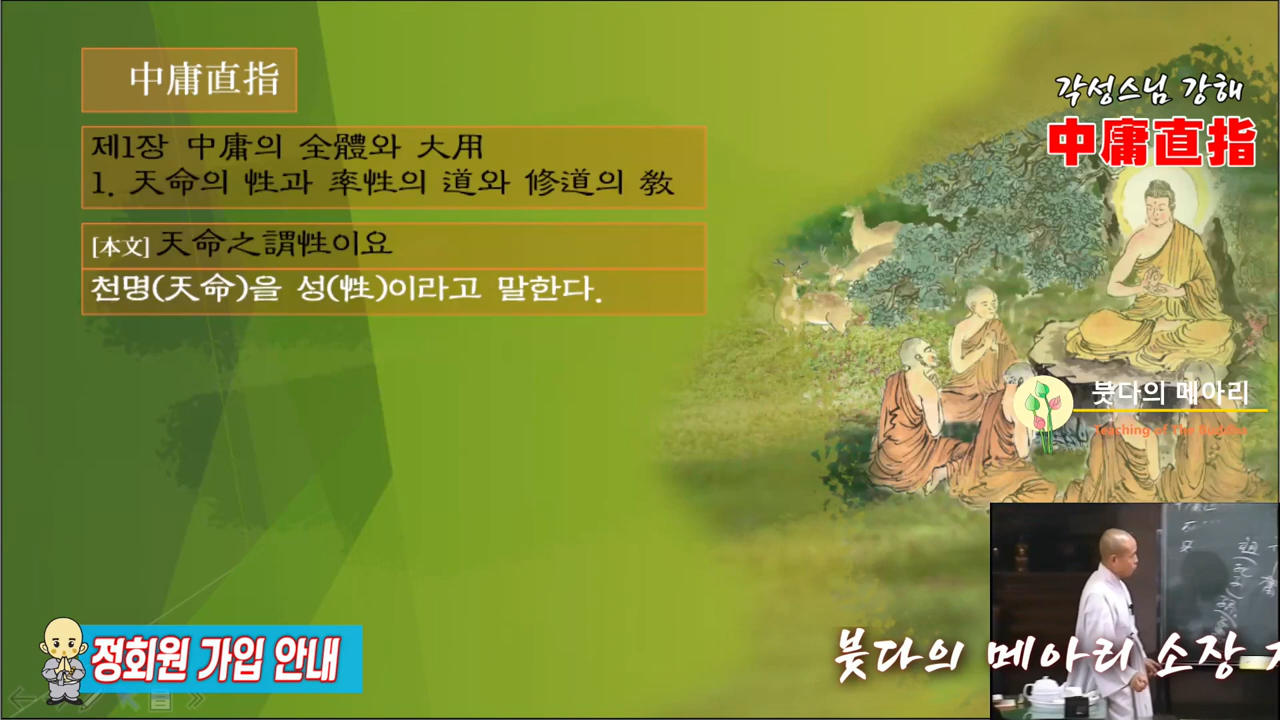 中庸直指
제1장 中庸의 全體와 大用
1. 天命의 性과 率性의 道와 修道의 敎
[本文] 天命之謂性이요
천명(天命)을 성(性)이라고 말한다.
각성스님 강해
中庸直指
붓다의 메아리
Teaching of The Buddha
정회원 가입 안내
붓다의 메아리 소장